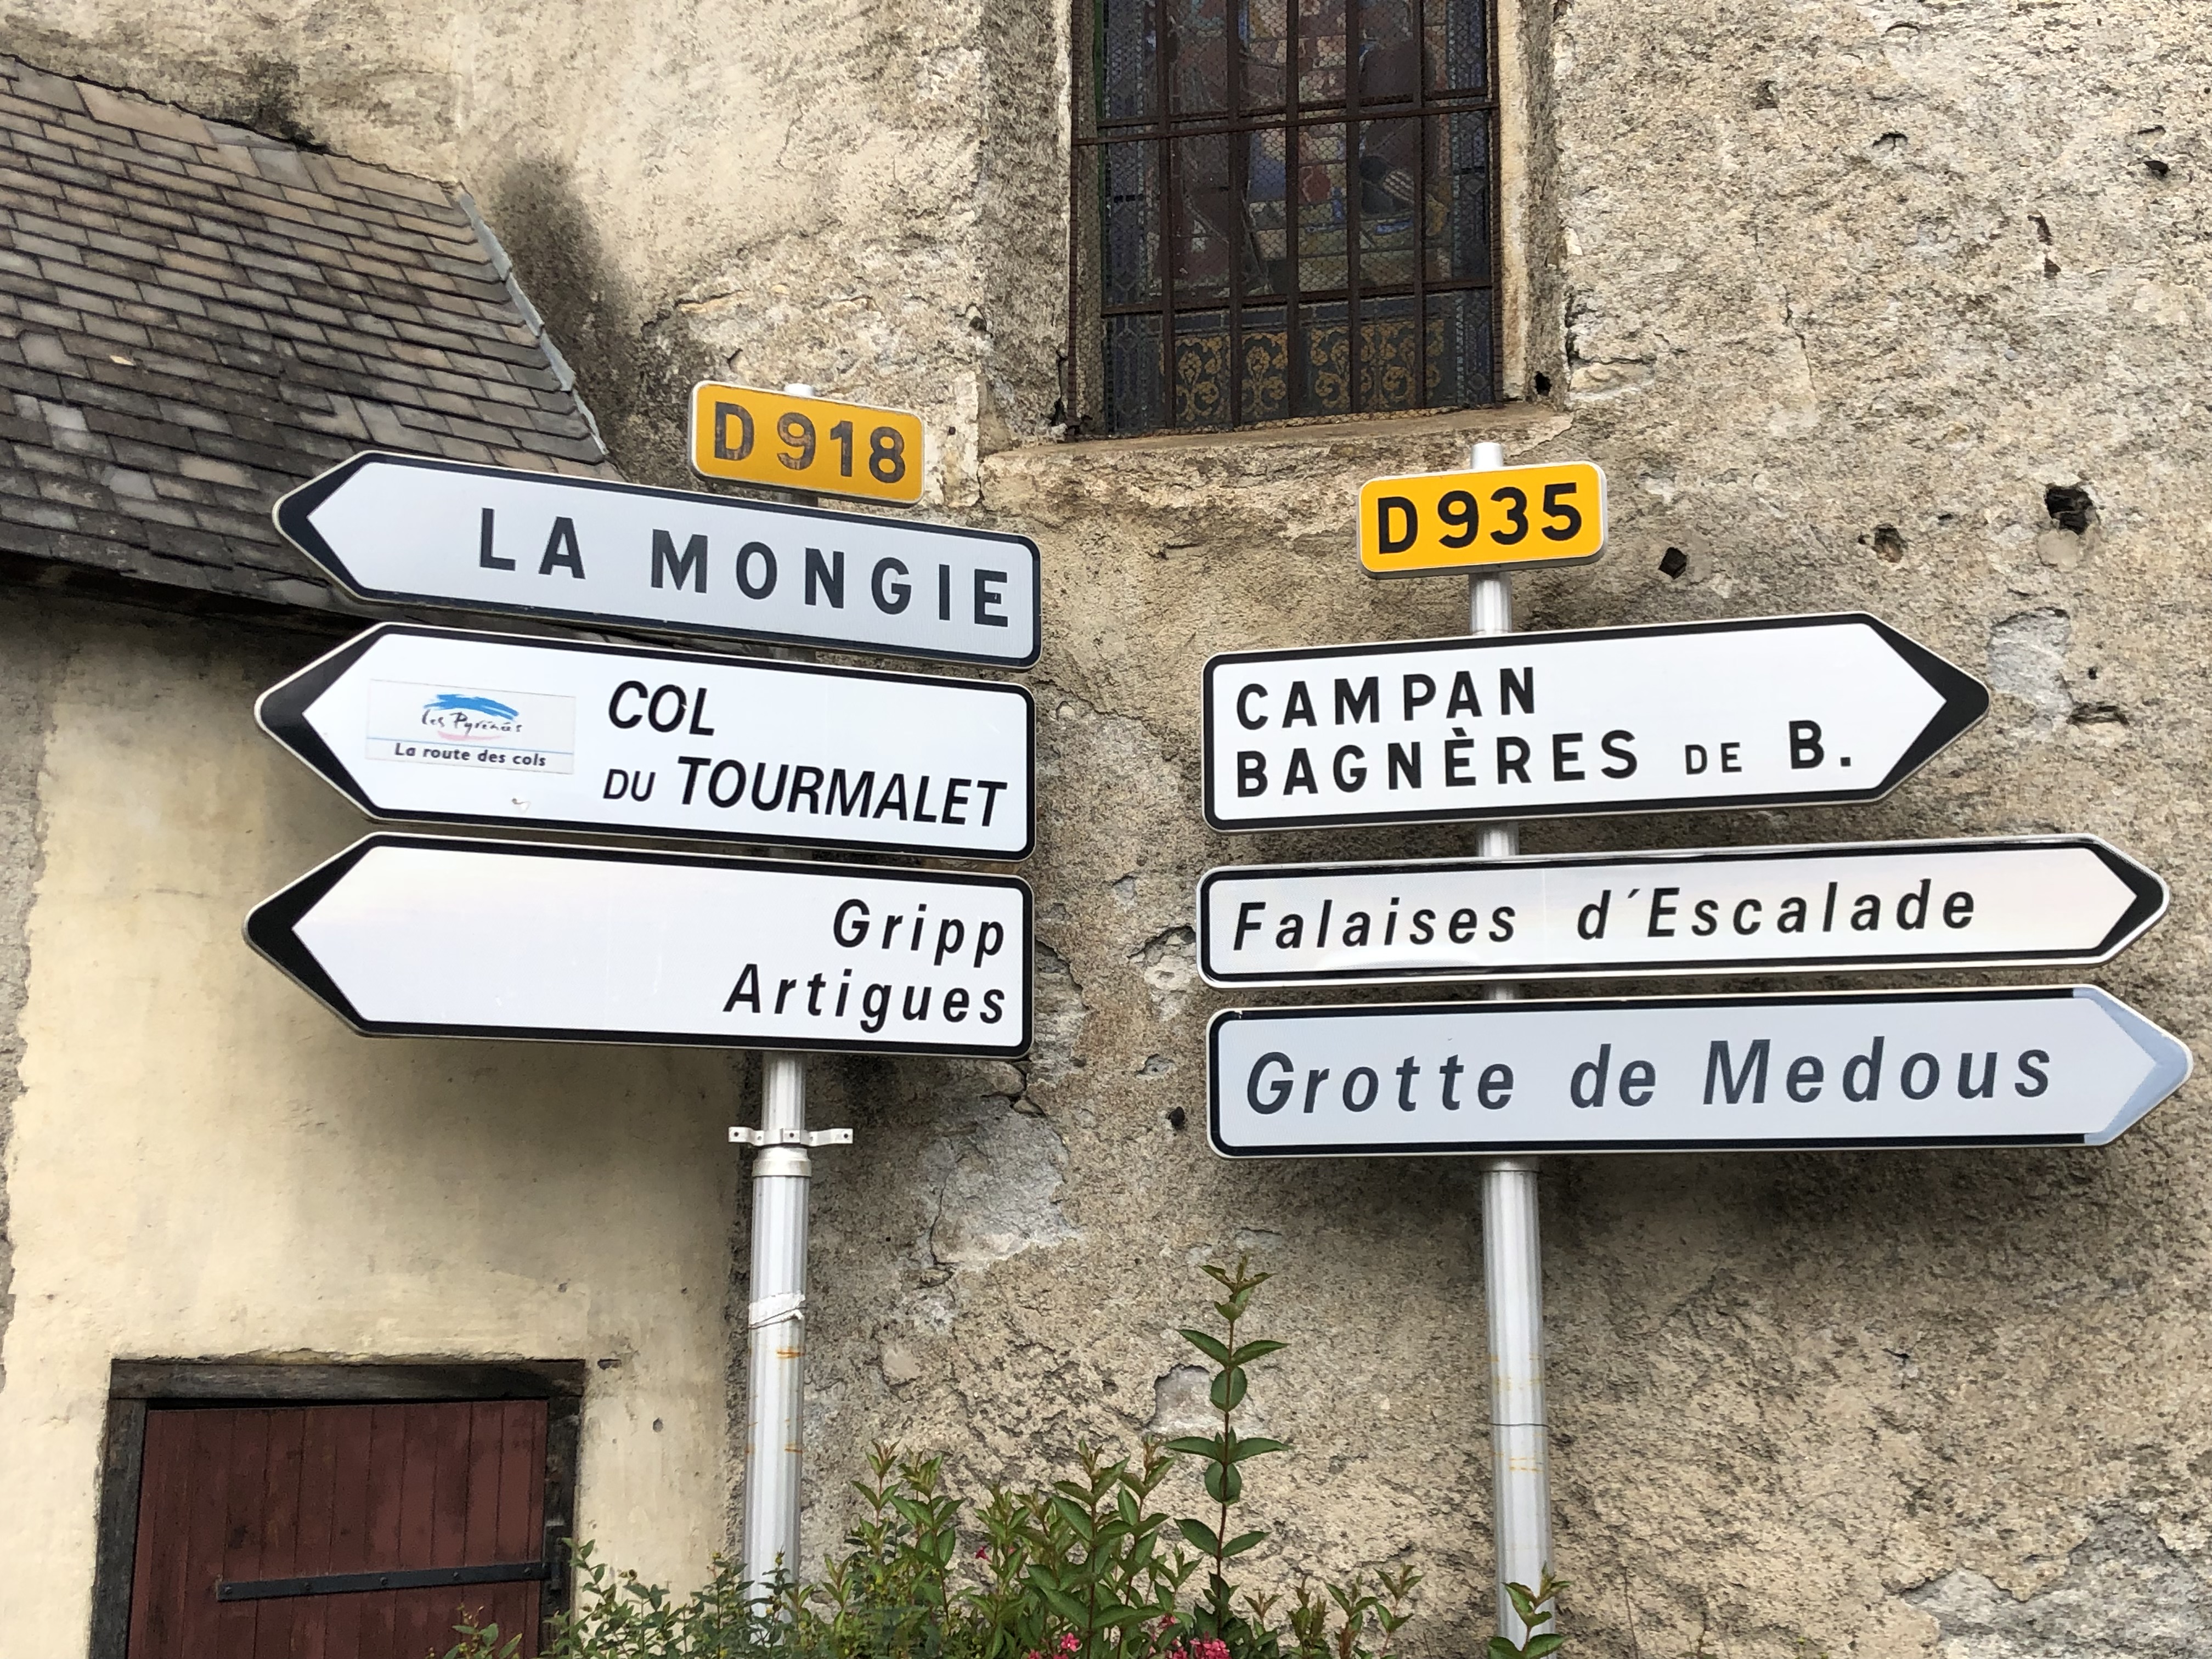 D 918
LA MONGIE
les Pyrénées
La route des cols
COL
DU TOURMALET
Gripp
Artigues
D 935
CAMPAN
BAGNÈRES DE B.
Falaises d'Escalade
Grotte de Medous